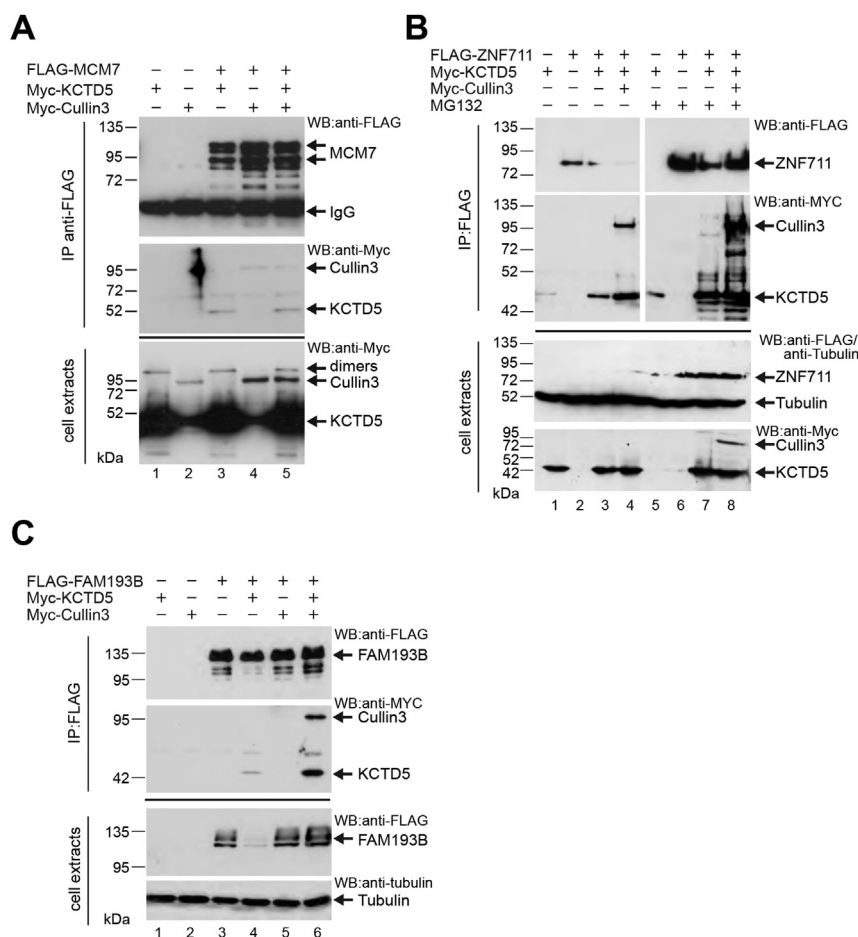 A
FLAG-MCM7 – – + + +
Myc-KCTD5 + – + – +
Myc-Cullin3 – + – + +
IP anti-FLAG
WB:anti-FLAG
135
95
72
MCM7
IgG
WB:anti-Myc
95
72
52
Cullin3
KCTD5
cell extracts
WB:anti-Myc
95
72
52
dimers
Cullin3
KCTD5
kDa
1 2 3 4 5
B
FLAG-ZNF711 – + + + – + + +
Myc-KCTD5 + – + + + – + +
Myc-Cullin3 – – – + – – – +
MG132 – – – – + + + +
IP:FLAG
WB:anti-FLAG
135
95
72
ZNF711
WB:anti-MYC
135
95
72
52
42
Cullin3
KCTD5
cell extracts
WB:anti-FLAG/
anti-Tubulin
135
95
72
52
ZNF711
Tubulin
WB:anti-Myc
95
72
52
42
Cullin3
KCTD5
kDa
1 2 3 4 5 6 7 8
C
FLAG-FAM193B – – + + + +
Myc-KCTD5 + – – + – +
Myc-Cullin3 – + – – + +
IP:FLAG
WB:anti-FLAG
135
95
FAM193B
WB:anti-MYC
95
42
Cullin3
KCTD5
cell extracts
WB:anti-FLAG
135
95
FAM193B
WB:anti-tubulin
Tubulin
kDa
1 2 3 4 5 6